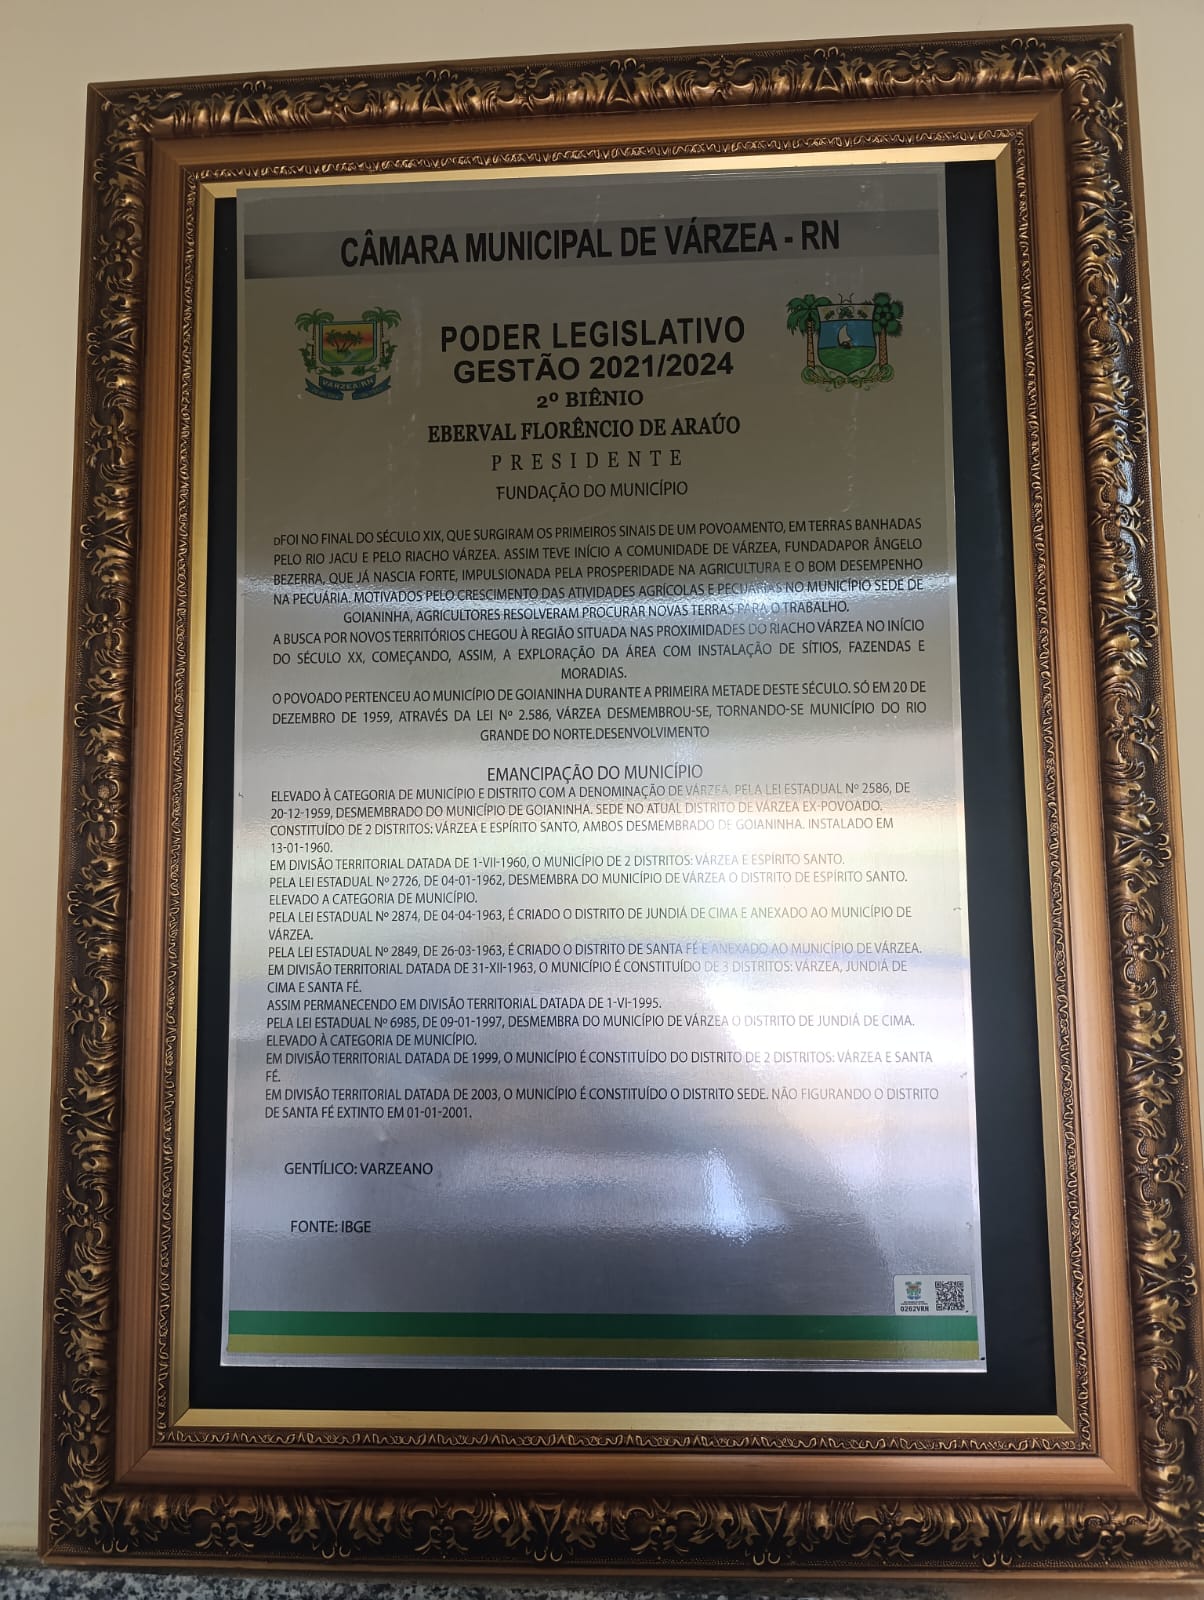 CÂMARA MUNICIPAL DE VÁRZEA - RN
PODER LEGISLATIVO
GESTÃO 2021/2024
2º BIÊNIO
EBERVAL FLORÊNCIO DE ARAÚO
PRESIDENTE
FUNDAÇÃO DO MUNICÍPIO
VÁRZEA-RN
DFOI NO FINAL DO SÉCULO XIX, QUE SURGIRAM OS PRIMEIROS SINAIS DE UM POVOAMENTO, EM TERRAS BANHADAS
PELO RIO JACU E PELO RIACHO VÁRZEA. ASSIM TEVE INÍCIO A COMUNIDADE DE VÁRZEA, FUNDADAPOR ÂNGELO
BEZERRA, QUE JÁ NASCIA FORTE, IMPULSIONADA PELA PROSPERIDADE NA AGRICULTURA E O BOM DESEMPENHO
NA PECUÁRIA. MOTIVADOS PELO CRESCIMENTO DAS ATIVIDADES AGRÍCOLAS E PECUÁRIAS NO MUNICÍPIO SEDE DE
GOIANINHA, AGRICULTORES RESOLVERAM PROCURAR NOVAS TERRAS PARA O TRABALHO.
A BUSCA POR NOVOS TERRITÓRIOS CHEGOU À REGIÃO SITUADA NAS PROXIMIDADES DO RIACHO VÁRZEA NO INÍCIO
DO SÉCULO XX, COMEÇANDO, ASSIM, A EXPLORAÇÃO DA ÁREA COM INSTALAÇÃO DE SÍTIOS, FAZENDAS E
MORADIAS.
O POVOADO PERTENCEU AO MUNICÍPIO DE GOIANINHA DURANTE A PRIMEIRA METADE DESTE SÉCULO. SÓ EM 20 DE
DEZEMBRO DE 1959, ATRAVÉS DA LEI Nº 2.586, VÁRZEA DESMEMBROU-SE, TORNANDO-SE MUNICÍPIO DO RIO
GRANDE DO NORTE.DESENVOLVIMENTO
EMANCIPAÇÃO DO MUNICÍPIO
ELEVADO À CATEGORIA DE MUNICÍPIO E DISTRITO COM A DENOMINAÇÃO DE VÁRZEA, PELA LEI ESTADUAL Nº 2586, DE
20-12-1959, DESMEMBRADO DO MUNICÍPIO DE GOIANINHA. SEDE NO ATUAL DISTRITO DE VÁRZEA EX-POVOADO.
CONSTITUÍDO DE 2 DISTRITOS: VÁRZEA E ESPÍRITO SANTO, AMBOS DESMEMBRADO DE GOIANINHA. INSTALADO EM
13-01-1960.
EM DIVISÃO TERRITORIAL DATADA DE 1-VII-1960, O MUNICÍPIO DE 2 DISTRITOS: VÁRZEA E ESPÍRITO SANTO.
PELA LEI ESTADUAL Nº 2726, DE 04-01-1962, DESMEMBRA DO MUNICÍPIO DE VÁRZEA O DISTRITO DE ESPÍRITO SANTO.
ELEVADO A CATEGORIA DE MUNICÍPIO.
PELA LEI ESTADUAL Nº 2874, DE 04-04-1963, É CRIADO O DISTRITO DE JUNDIÁ DE CIMA E ANEXADO AO MUNICÍPIO DE
VÁRZEA.
PELA LEI ESTADUAL Nº 2849, DE 26-03-1963, É CRIADO O DISTRITO DE SANTA FÉ E ANEXADO AO MUNICÍPIO DE VÁRZEA.
EM DIVISÃO TERRITORIAL DATADA DE 31-XII-1963, O MUNICÍPIO É CONSTITUÍDO DE 3 DISTRITOS: VÁRZEA, JUNDIÁ DE
CIMA E SANTA FÉ.
ASSIM PERMANECENDO EM DIVISÃO TERRITORIAL DATADA DE 1-VI-1995.
PELA LEI ESTADUAL Nº 6985, DE 09-01-1997, DESMEMBRA DO MUNICÍPIO DE VÁRZEA O DISTRITO DE JUNDIÁ DE CIMA.
ELEVADO À CATEGORIA DE MUNICÍPIO.
EM DIVISÃO TERRITORIAL DATADA DE 1999, O MUNICÍPIO É CONSTITUÍDO DO DISTRITO DE 2 DISTRITOS: VÁRZEA E SANTA
FÉ.
EM DIVISÃO TERRITORIAL DATADA DE 2003, O MUNICÍPIO É CONSTITUÍDO O DISTRITO SEDE. NÃO FIGURANDO O DISTRITO
DE SANTA FÉ EXTINTO EM 01-01-2001.
GENTÍLICO: VARZEANO
FONTE: IBGE
0262VRN